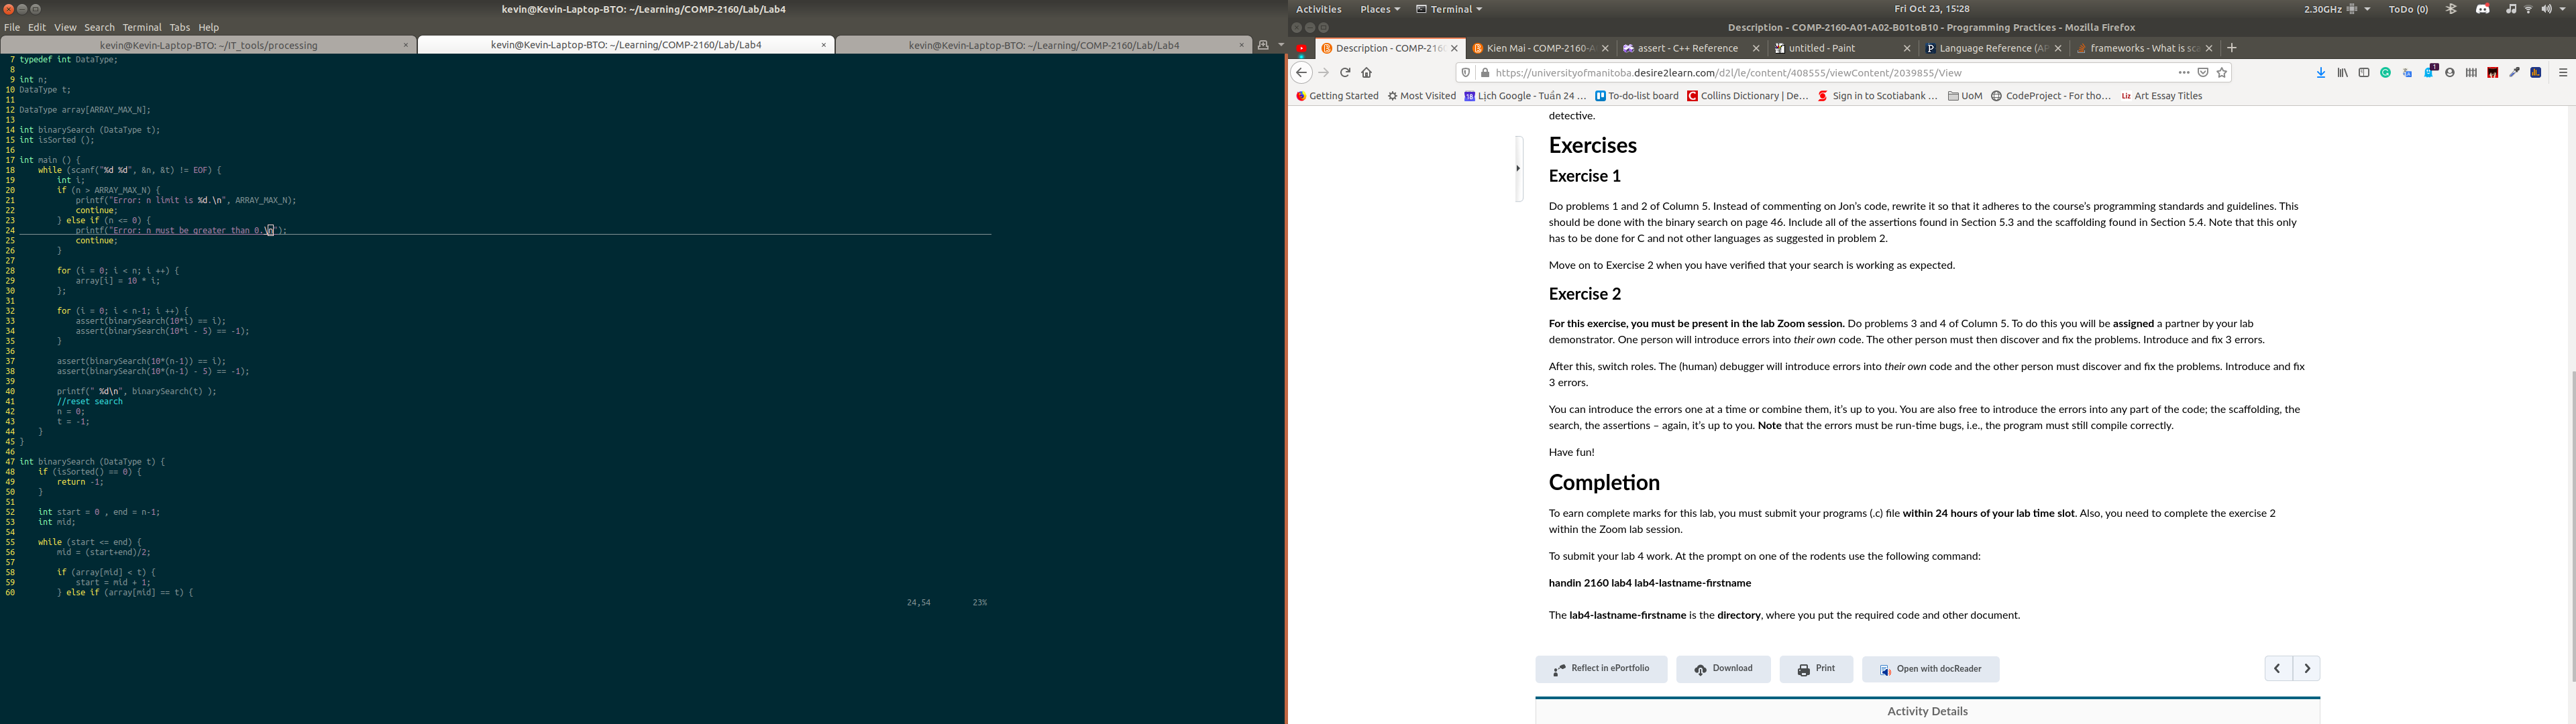 kevin@Kevin-Laptop-BTO: ~/Learning/COMP-2160/Lab/Lab4
File Edit View Search Terminal Tabs Help
kevin@Kevin-Laptop-BTO: ~/IT_tools/processing
kevin@Kevin-Laptop-BTO: ~/Learning/COMP-2160/Lab/Lab4
kevin@Kevin-Laptop-BTO: ~/Learning/COMP-2160/Lab/Lab4
7 typedef int DataType;
8
9 int n;
10 DataType t;
11
12 DataType array[ARRAY_MAX_N];
13
14 int binarySearch (DataType t);
15 int isSorted ();
16
17 int main () {
18     while (scanf("%d %d", &n, &t) != EOF) {
19         int i;
20         if (n > ARRAY_MAX_N) {
21             printf("Error: n limit is %d.\n", ARRAY_MAX_N);
22             continue;
23         } else if (n <= 0) {
24             printf("Error: n must be greater than 0.\n");
25             continue;
26         }
27
28         for (i = 0; i < n; i ++) {
29             array[i] = 10 * i;
30         };
31
32         for (i = 0; i < n-1; i ++) {
33             assert(binarySearch(10*i) == i);
34             assert(binarySearch(10*i - 5) == -1);
35         }
36
37         assert(binarySearch(10*(n-1)) == i);
38         assert(binarySearch(10*(n-1) - 5) == -1);
39
40         printf(" %d\n", binarySearch(t) );
41         //reset search
42         n = 0;
43         t = -1;
44     }
45 }
46
47 int binarySearch (DataType t) {
48     if (isSorted() == 0) {
49         return -1;
50     }
51
52     int start = 0 , end = n-1;
53     int mid;
54
55     while (start <= end) {
56         mid = (start+end)/2;
57
58         if (array[mid] < t) {
59             start = mid + 1;
60         } else if (array[mid] == t) {
24,54 23%
Activities Places Terminal Fri Oct 23, 15:28 2.30GHz ToDo (0)
Description - COMP-2160-A01-A02-B01toB10 - Programming Practices - Mozilla Firefox
Description - COMP-216
Kien Mai - COMP-2160-A
assert - C++ Reference
untitled - Paint
Language Reference (AP
frameworks - What is sca
https://universityofmanitoba.desire2learn.com/d2l/le/content/408555/viewContent/2039855/View
Getting Started Most Visited Lịch Google - Tuần 24 ... To-do-list board Collins Dictionary | De... Sign in to Scotiabank ... UoM CodeProject - For tho... Liz Art Essay Titles
detective.
Exercises
Exercise 1
Do problems 1 and 2 of Column 5. Instead of commenting on Jon's code, rewrite it so that it adheres to the course's programming standards and guidelines. This
should be done with the binary search on page 46. Include all of the assertions found in Section 5.3 and the scaffolding found in Section 5.4. Note that this only
has to be done for C and not other languages as suggested in problem 2.
Move on to Exercise 2 when you have verified that your search is working as expected.
Exercise 2
For this exercise, you must be present in the lab Zoom session. Do problems 3 and 4 of Column 5. To do this you will be assigned a partner by your lab
demonstrator. One person will introduce errors into their own code. The other person must then discover and fix the problems. Introduce and fix 3 errors.
After this, switch roles. The (human) debugger will introduce errors into their own code and the other person must discover and fix the problems. Introduce and fix
3 errors.
You can introduce the errors one at a time or combine them, it's up to you. You are also free to introduce the errors into any part of the code; the scaffolding, the
search, the assertions – again, it's up to you. Note that the errors must be run-time bugs, i.e., the program must still compile correctly.
Have fun!
Completion
To earn complete marks for this lab, you must submit your programs (.c) file within 24 hours of your lab time slot. Also, you need to complete the exercise 2
within the Zoom lab session.
To submit your lab 4 work. At the prompt on one of the rodents use the following command:
handin 2160 lab4 lab4-lastname-firstname
The lab4-lastname-firstname is the directory, where you put the required code and other document.
Reflect in ePortfolio Download Print Open with docReader
Activity Details